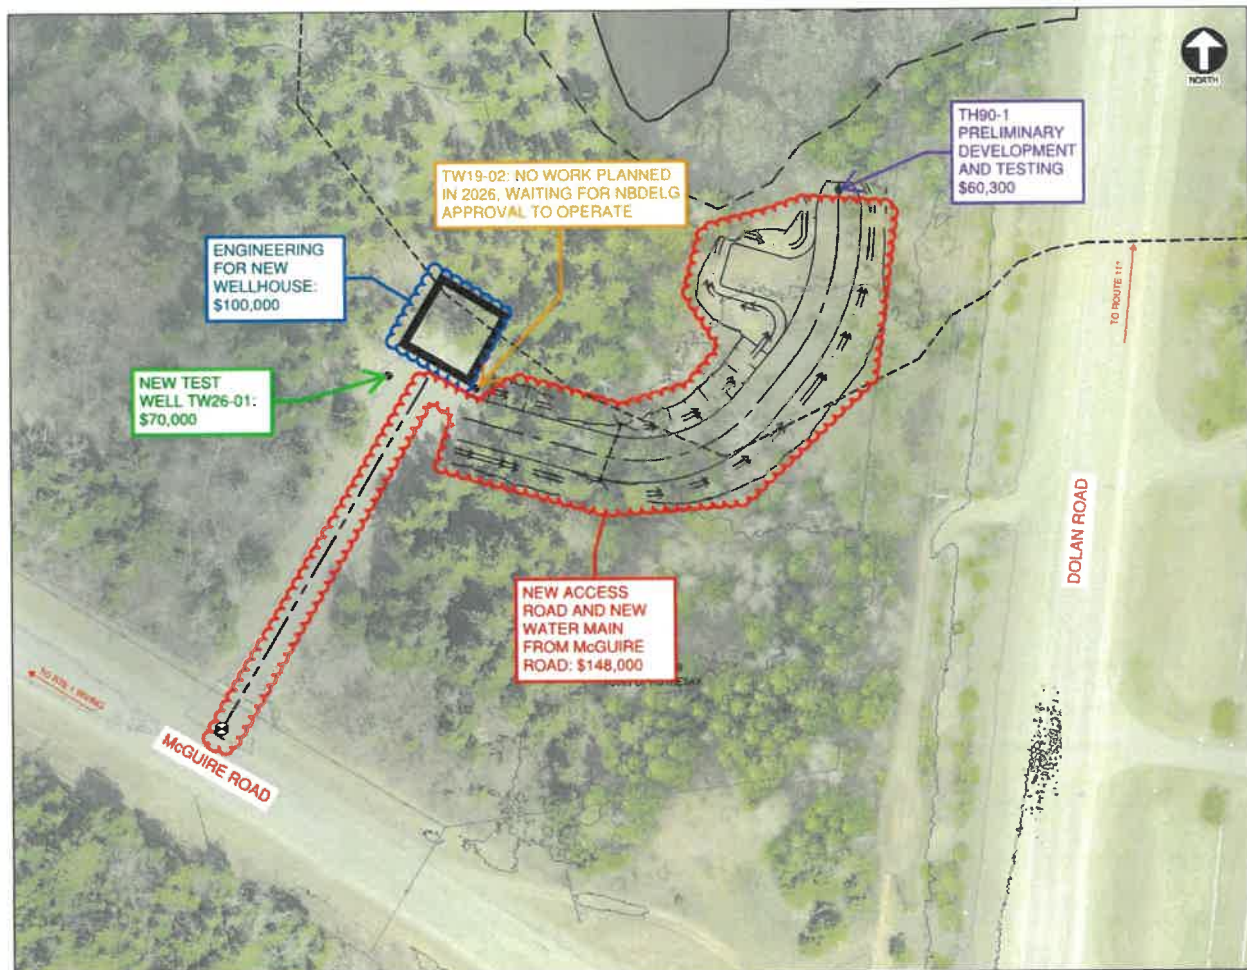 NORTH
TH90-1
PRELIMINARY
DEVELOPMENT
AND TESTING
$60,300
TW19-02: NO WORK PLANNED
IN 2026, WAITING FOR NBDELG
APPROVAL TO OPERATE
ENGINEERING
FOR NEW
WELLHOUSE:
$100,000
TO ROUTE 11
NEW TEST
WELL TW26-01:
$70,000
DOLAN ROAD
NEW ACCESS
ROAD AND NEW
WATER MAIN
FROM McGUIRE
ROAD: $148,000
McGUIRE ROAD